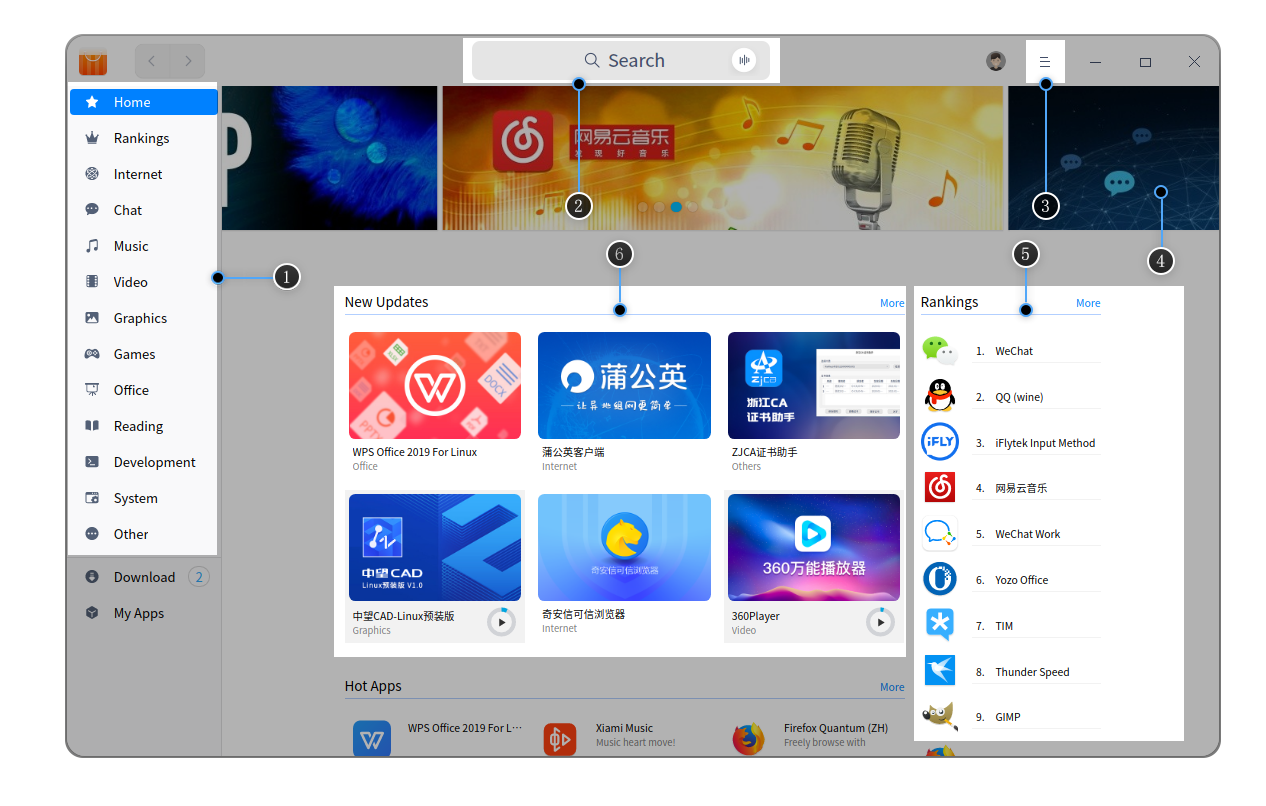 Search
Home
Rankings
Internet
Chat
Music
Video
Graphics
Games
Office
Reading
Development
System
Other
Download 2
My Apps
P
网易云音乐
发现好音乐
1
2
3
4
5
6
New Updates More
WPS Office 2019 For Linux
Office
蒲公英
让异地组网更简单
蒲公英客户端
Internet
ZJCA
浙江CA
证书助手
ZJCA证书助手
Others
中望CAD
Linux预装版 V1.0
中望CAD-Linux预装版
Graphics
奇安信可信浏览器
奇安信可信浏览器
Internet
360万能播放器
360Player
Video
Rankings More
1. WeChat
2. QQ (wine)
iFLY
3. iFlytek Input Method
4. 网易云音乐
5. WeChat Work
6. Yozo Office
7. TIM
8. Thunder Speed
9. GIMP
Hot Apps More
WPS Office 2019 For L···
Xiami Music
Music heart move!
Firefox Quantum (ZH)
Freely browse with